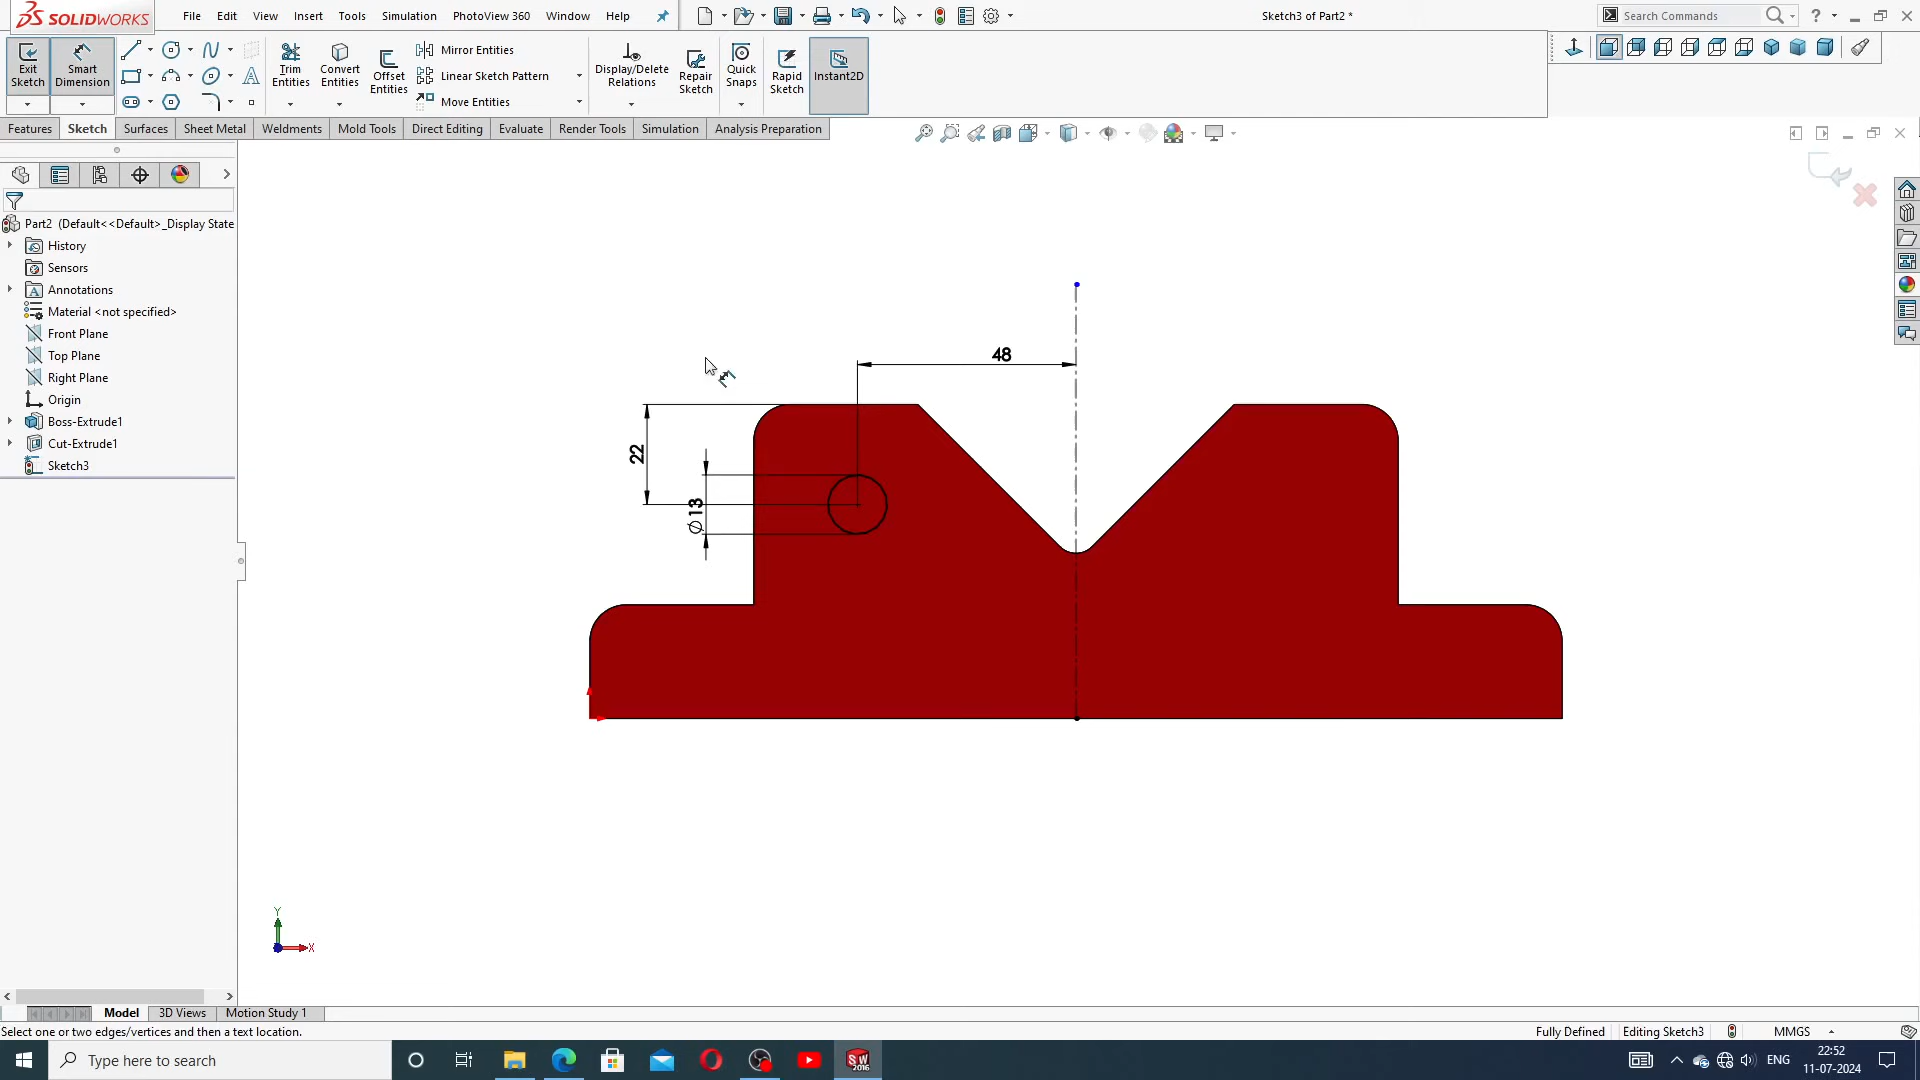 SOLIDWORKS
File Edit View Insert Tools Simulation PhotoView 360 Window Help
Sketch3 of Part2 *
Search Commands
Exit Sketch
Smart Dimension
Trim Entities
Convert Entities
Offset Entities
Mirror Entities
Linear Sketch Pattern
Move Entities
Display/Delete Relations
Repair Sketch
Quick Snaps
Rapid Sketch
Instant2D
Features Sketch Surfaces Sheet Metal Weldments Mold Tools Direct Editing Evaluate Render Tools Simulation Analysis Preparation
Part2 (Default<<Default>_Display State
History
Sensors
Annotations
Material <not specified>
Front Plane
Top Plane
Right Plane
Origin
Boss-Extrude1
Cut-Extrude1
Sketch3
48
22
∅13
Y
X
Model 3D Views Motion Study 1
Select one or two edges/vertices and then a text location.
Fully Defined Editing Sketch3 MMGS
Type here to search
SW
2016
ENG
22:52
11-07-2024